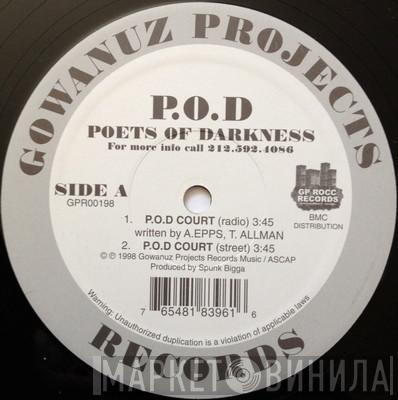 GOWANUZ PROJECTS
P.O.D
POETS OF DARKNESS
For more info call 212.592.4086
SIDE A
GPR00198
GP ROCC
RECORDS
BMC
DISTRIBUTION
1. P.O.D COURT (radio) 3:45
written by A.EPPS, T. ALLMAN
2. P.O.D COURT (street) 3:45
© ℗ 1998 Gowanuz Projects Records Music / ASCAP
Produced by Spunk Bigga
7 65481 83961 6
Warning: Unauthorized duplication is a violation of applicable laws
RECORDS
МАРКЕТ ВИНИЛА